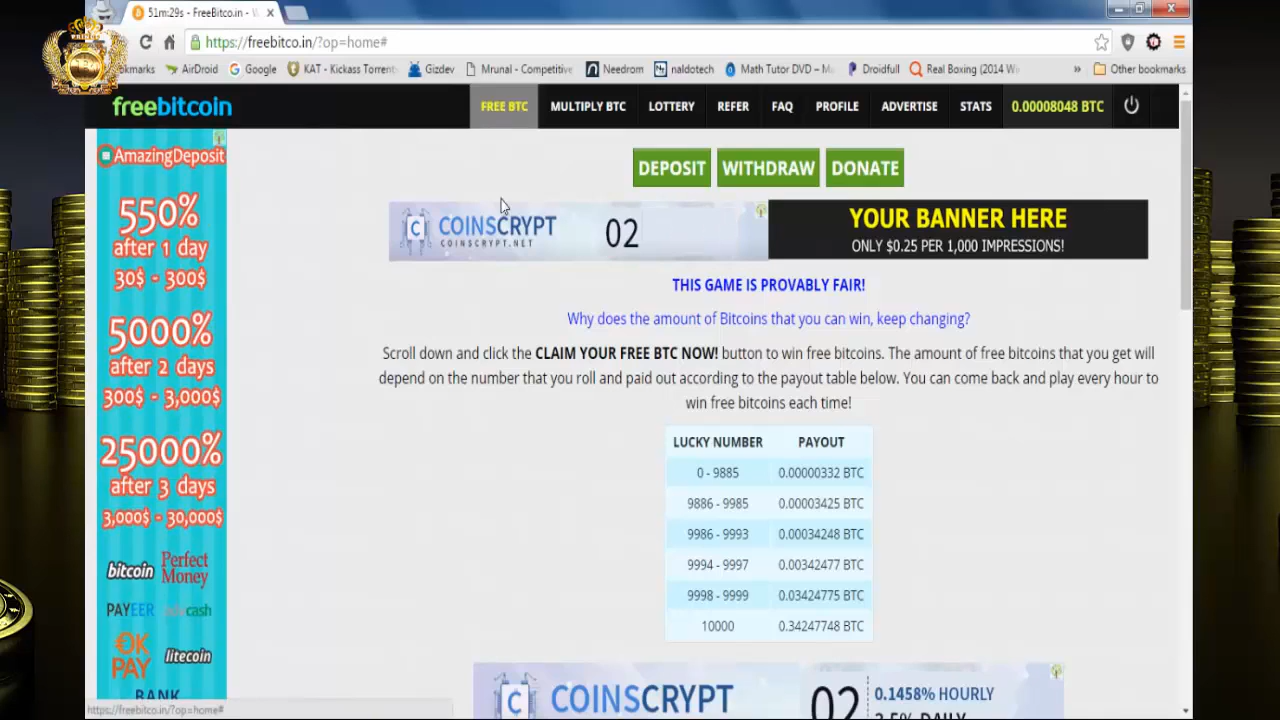 51m:29s - FreeBitco.in - W
https://freebitco.in/?op=home#
okmarks
AirDroid
Google
KAT - Kickass Torrent
Gizdev
Mrunal - Competitive
Needrom
naldotech
Math Tutor DVD – Ma
Droidfull
Real Boxing (2014 Wi
»
Other bookmarks
freebitcoin
FREE BTC
MULTIPLY BTC
LOTTERY
REFER
FAQ
PROFILE
ADVERTISE
STATS
0.00008048 BTC
AmazingDeposit
550%
after 1 day
30$ - 300$
5000%
after 2 days
300$ - 3,000$
25000%
after 3 days
3,000$ - 30,000$
bitcoin
Perfect
Money
PAYEER
cash
OK
PAY
litecoin
BANK
DEPOSIT
WITHDRAW
DONATE
COINSCRYPT
COINSCRYPT.NET
02
YOUR BANNER HERE
ONLY $0.25 PER 1,000 IMPRESSIONS!
THIS GAME IS PROVABLY FAIR!
Why does the amount of Bitcoins that you can win, keep changing?
Scroll down and click the CLAIM YOUR FREE BTC NOW! button to win free bitcoins. The amount of free bitcoins that you get will
depend on the number that you roll and paid out according to the payout table below. You can come back and play every hour to
win free bitcoins each time!
LUCKY NUMBER PAYOUT
0 - 9885 0.00000332 BTC
9886 - 9985 0.00003425 BTC
9986 - 9993 0.00034248 BTC
9994 - 9997 0.00342477 BTC
9998 - 9999 0.03424775 BTC
10000 0.34247748 BTC
COINSCRYPT
02
0.1458% HOURLY
3.5% DAILY
https://freebitco.in/?op=home#